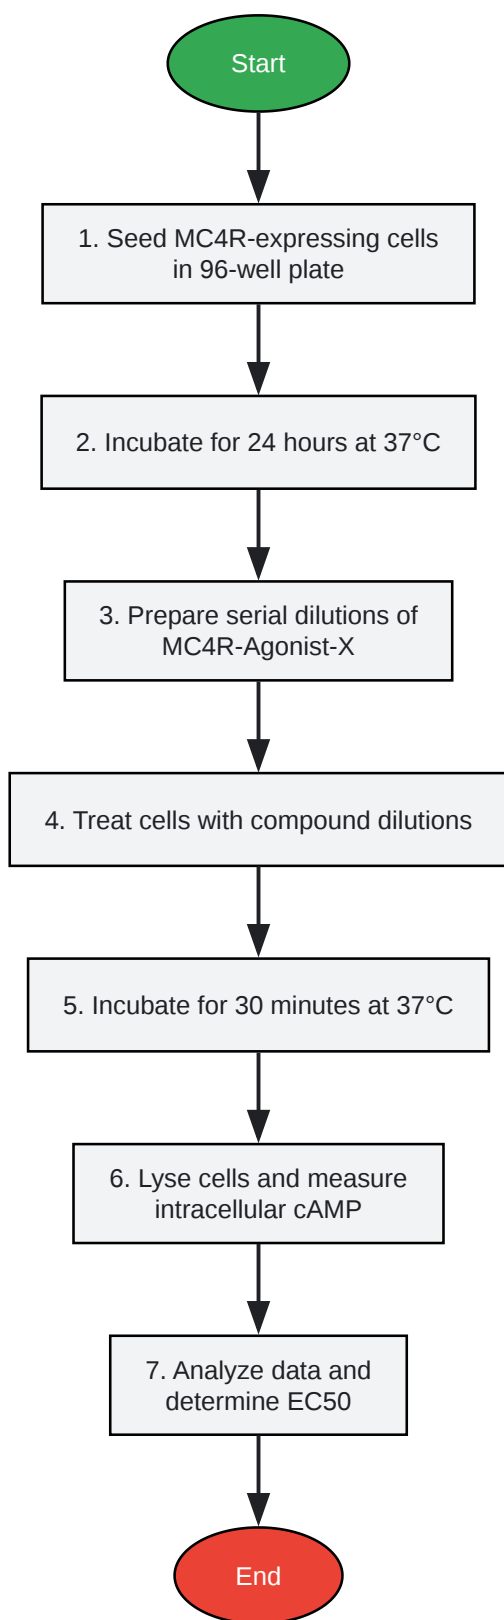 Start
1. Seed MC4R-expressing cells
in 96-well plate
2. Incubate for 24 hours at 37°C
3. Prepare serial dilutions of
MC4R-Agonist-X
4. Treat cells with compound dilutions
5. Incubate for 30 minutes at 37°C
6. Lyse cells and measure
intracellular cAMP
7. Analyze data and
determine EC50
End